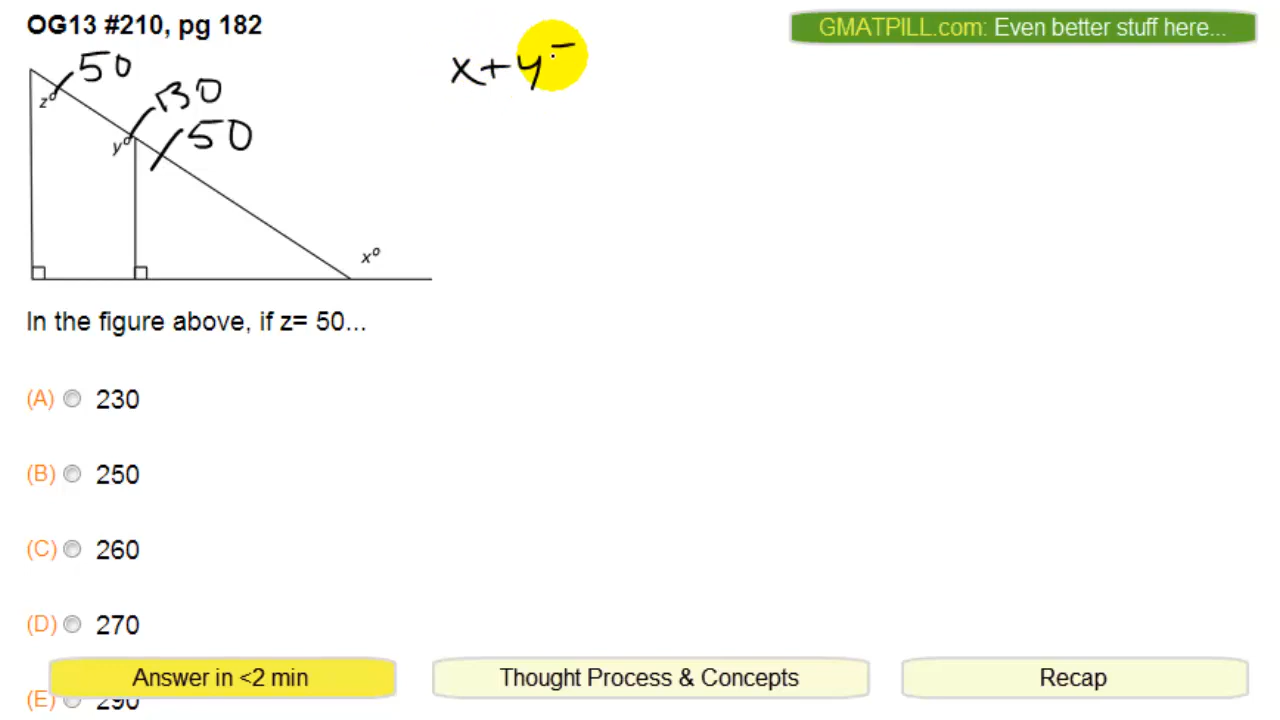 OG13 #210, pg 182
GMATPILL.com: Even better stuff here...
50
x+y=
z°
130
y°
50
x°
In the figure above, if z= 50...
(A) 230
(B) 250
(C) 260
(D) 270
Answer in <2 min
Thought Process & Concepts
Recap
(E) 290